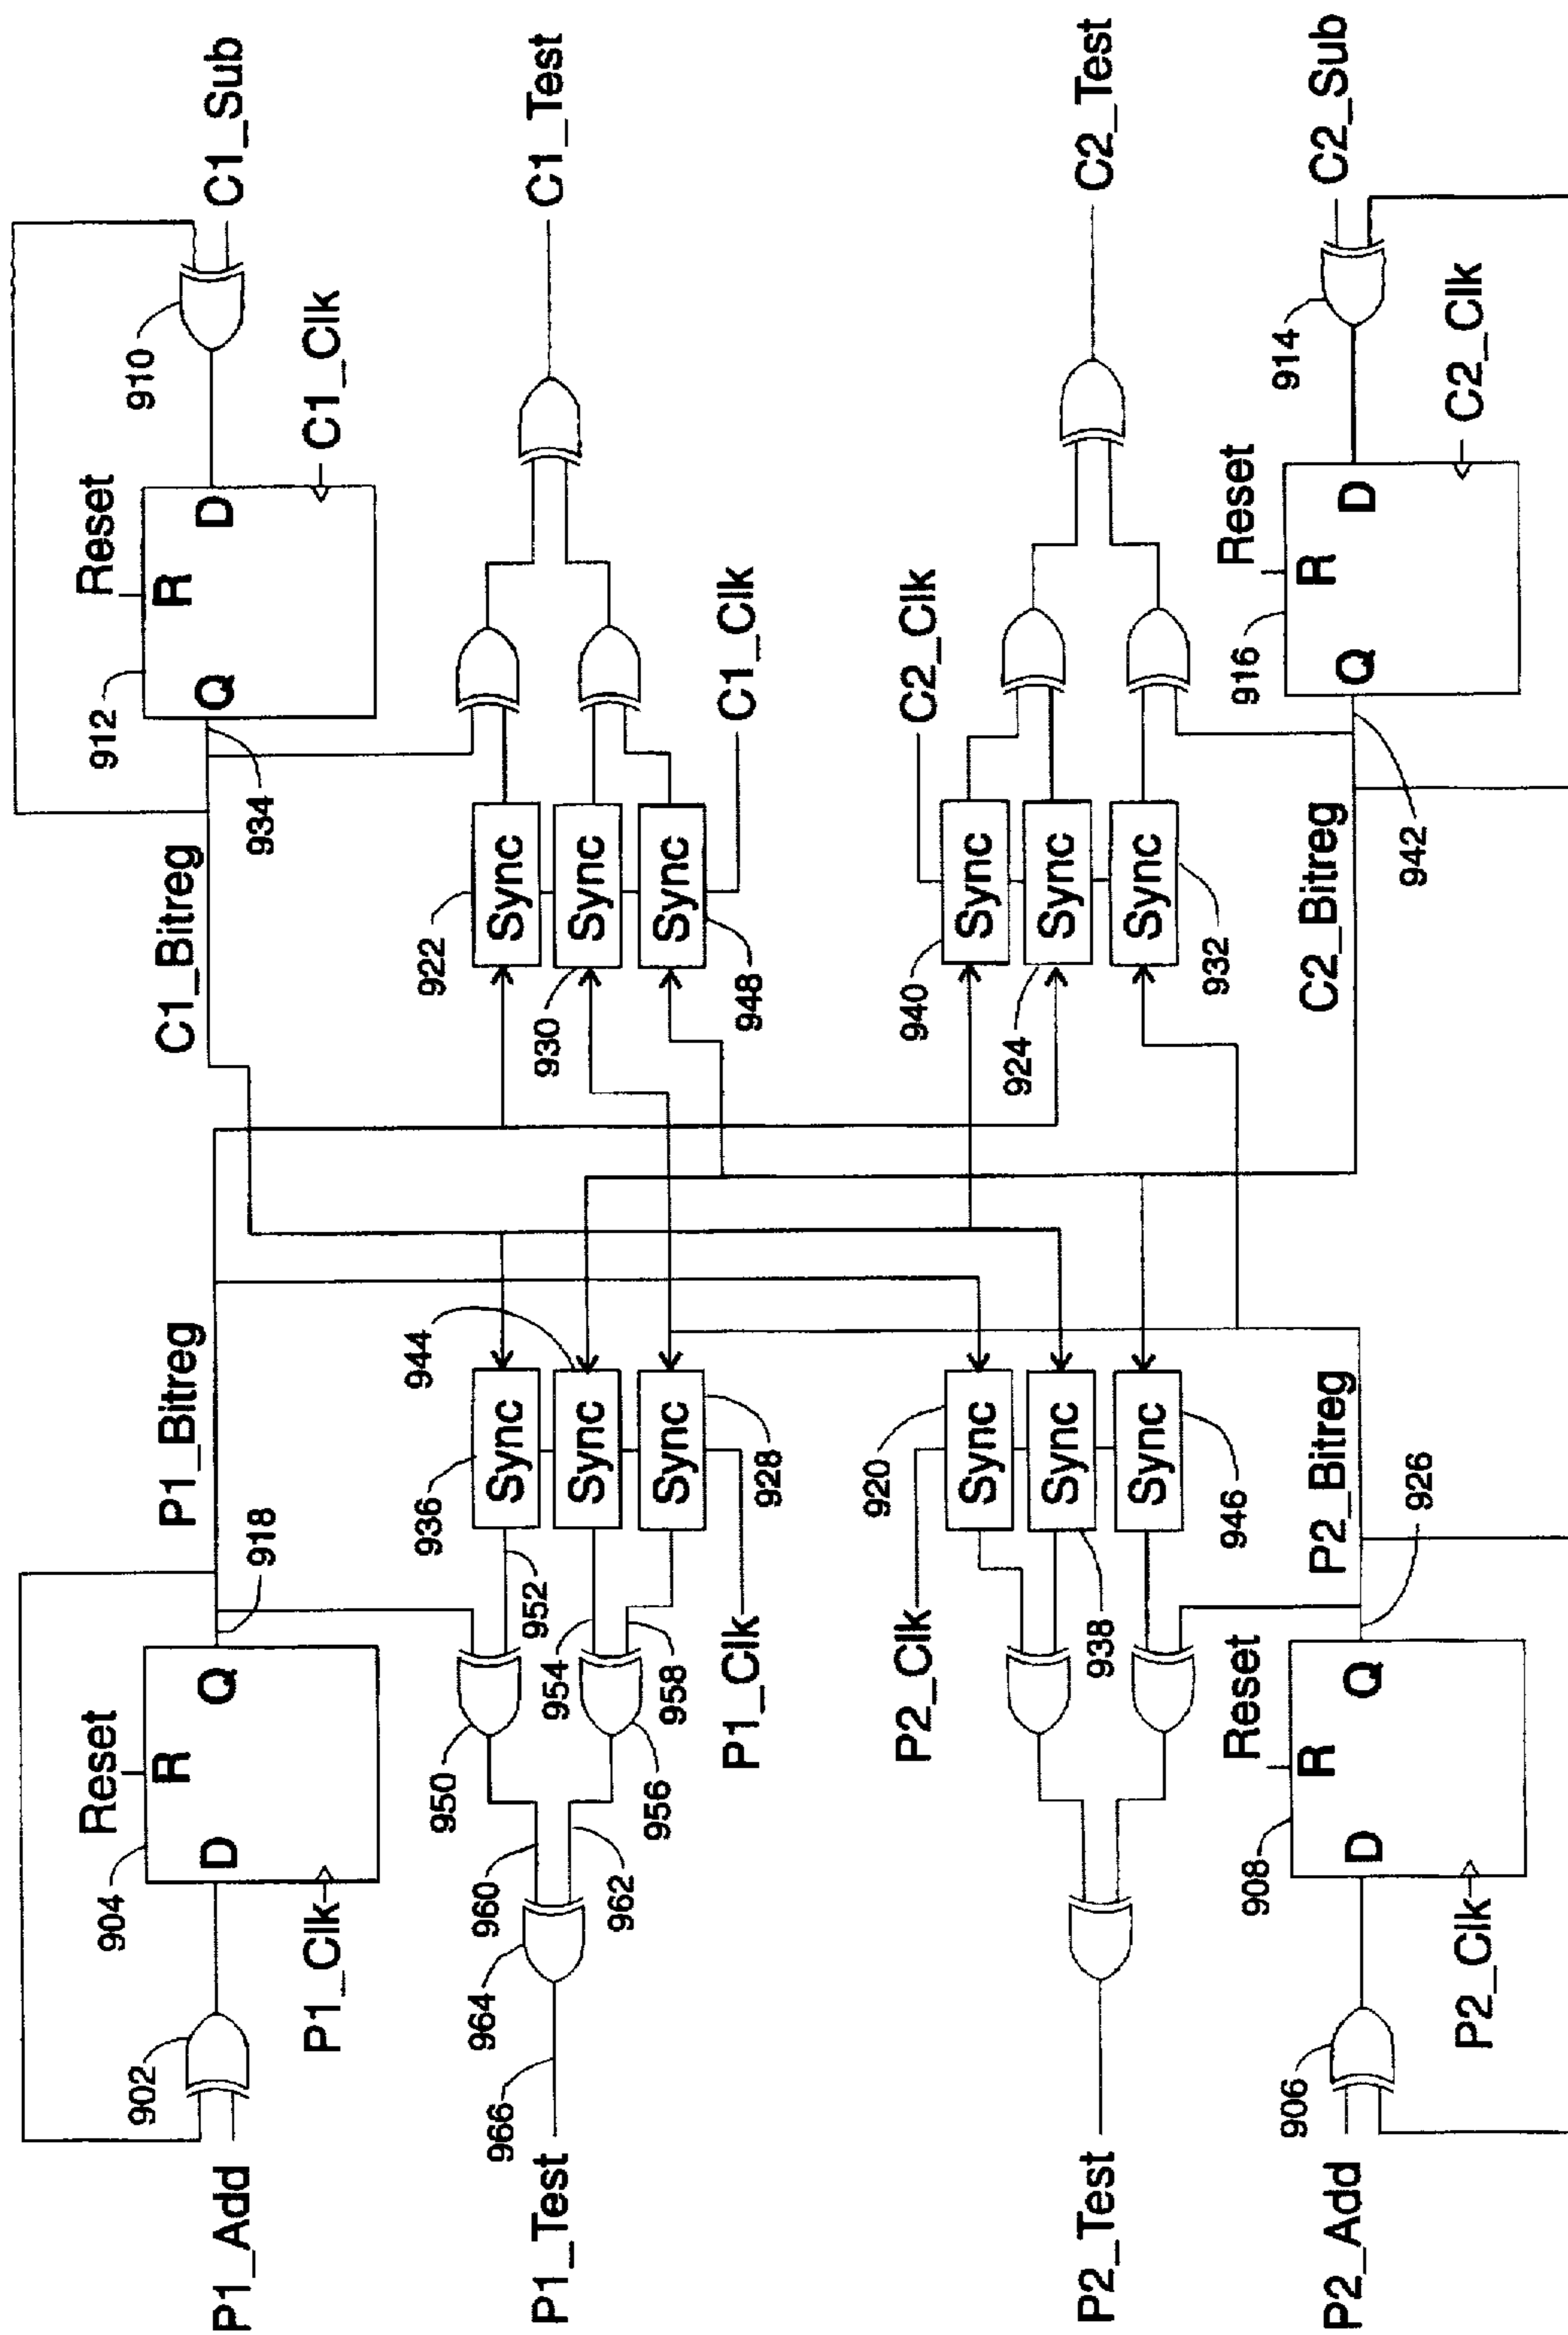 P1_Add
902
904
Reset
R
D
Q
P1_Clk
918
P1_Bitreg
C1_Bitreg
934
912
Reset
R
Q
D
C1_Clk
910
C1_Sub
P1_Test
966
964
960
962
950
956
952
954
958
936
944
928
Sync
Sync
Sync
P1_Clk
922
930
948
Sync
Sync
Sync
C1_Clk
C1_Test
P2_Test
P2_Clk
920
938
946
Sync
Sync
Sync
940
924
932
Sync
Sync
Sync
C2_Clk
C2_Test
P2_Add
906
908
Reset
R
D
Q
P2_Clk
926
P2_Bitreg
C2_Bitreg
942
916
Reset
R
Q
D
C2_Clk
914
C2_Sub